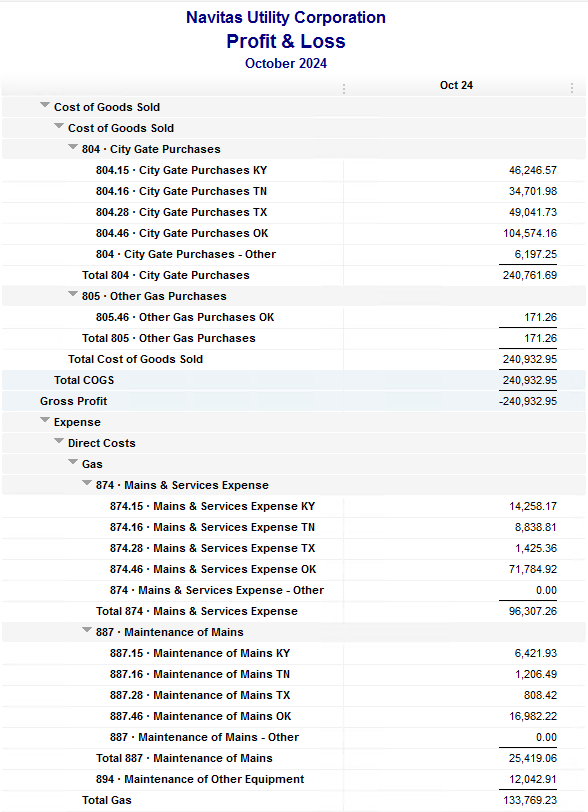 Navitas Utility Corporation
Profit & Loss
October 2024
Oct 24
Cost of Goods Sold
Cost of Goods Sold
804 · City Gate Purchases
804.15 · City Gate Purchases KY 46,246.57
804.16 · City Gate Purchases TN 34,701.98
804.28 · City Gate Purchases TX 49,041.73
804.46 · City Gate Purchases OK 104,574.16
804 · City Gate Purchases - Other 6,197.25
Total 804 · City Gate Purchases 240,761.69
805 · Other Gas Purchases
805.46 · Other Gas Purchases OK 171.26
Total 805 · Other Gas Purchases 171.26
Total Cost of Goods Sold 240,932.95
Total COGS 240,932.95
Gross Profit -240,932.95
Expense
Direct Costs
Gas
874 · Mains & Services Expense
874.15 · Mains & Services Expense KY 14,258.17
874.16 · Mains & Services Expense TN 8,838.81
874.28 · Mains & Services Expense TX 1,425.36
874.46 · Mains & Services Expense OK 71,784.92
874 · Mains & Services Expense - Other 0.00
Total 874 · Mains & Services Expense 96,307.26
887 · Maintenance of Mains
887.15 · Maintenance of Mains KY 6,421.93
887.16 · Maintenance of Mains TN 1,206.49
887.28 · Maintenance of Mains TX 808.42
887.46 · Maintenance of Mains OK 16,982.22
887 · Maintenance of Mains - Other 0.00
Total 887 · Maintenance of Mains 25,419.06
894 · Maintenance of Other Equipment 12,042.91
Total Gas 133,769.23